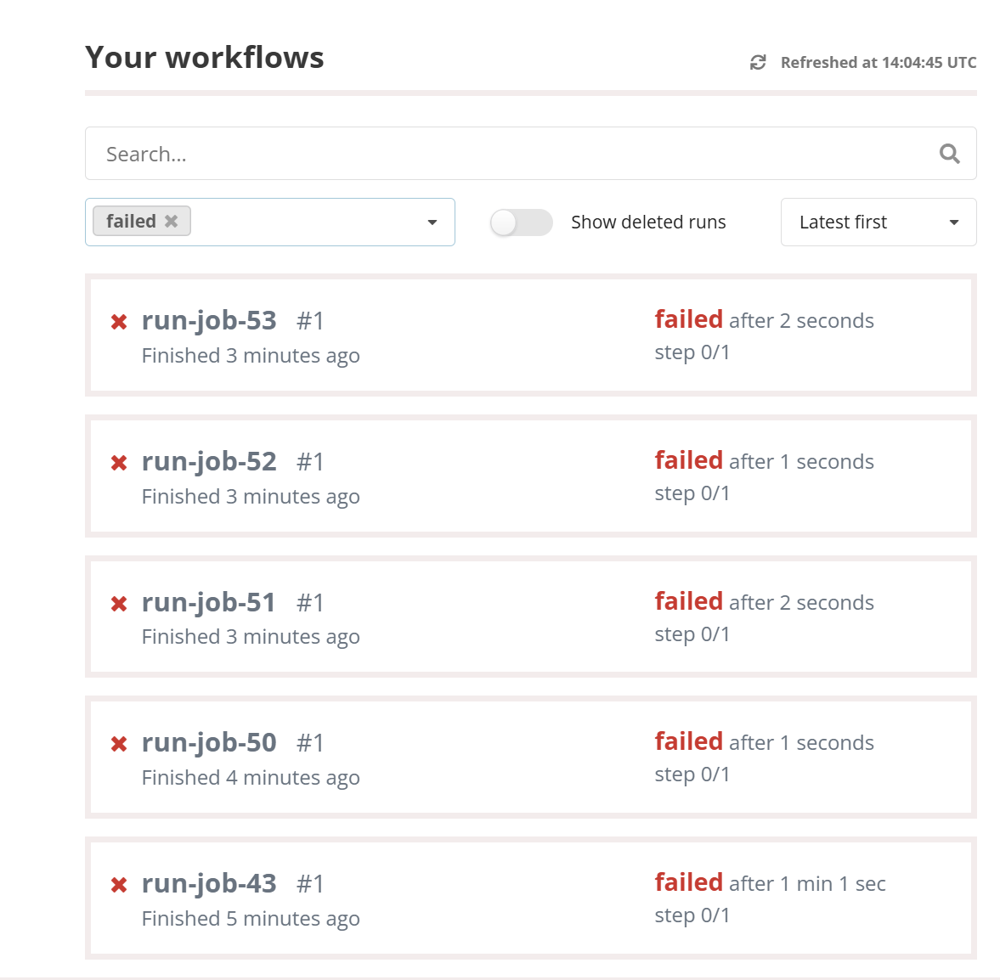 Your workflows
Refreshed at 14:04:45 UTC
Search...
failed
Show deleted runs
Latest first
run-job-53 #1
failed after 2 seconds
Finished 3 minutes ago
step 0/1
run-job-52 #1
failed after 1 seconds
Finished 3 minutes ago
step 0/1
run-job-51 #1
failed after 2 seconds
Finished 3 minutes ago
step 0/1
run-job-50 #1
failed after 1 seconds
Finished 4 minutes ago
step 0/1
run-job-43 #1
failed after 1 min 1 sec
Finished 5 minutes ago
step 0/1